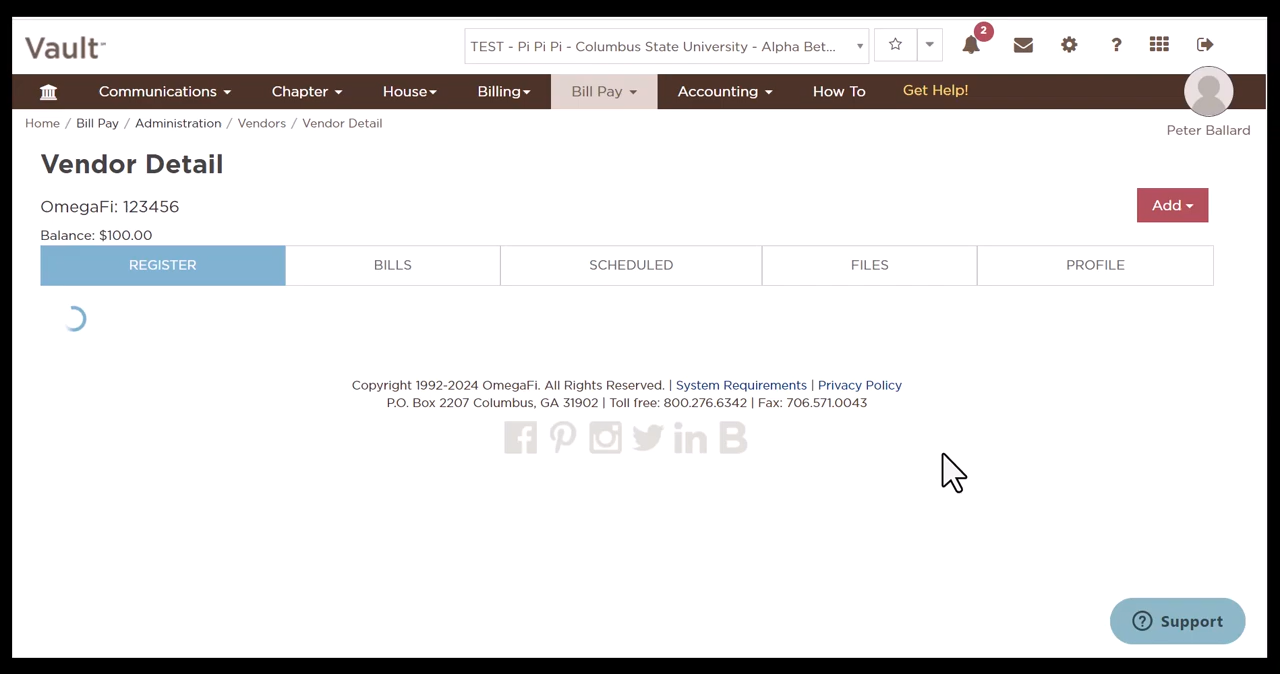 Vault™
TEST - Pi Pi Pi - Columbus State University - Alpha Bet...
2
?
Communications
Chapter
House
Billing
Bill Pay
Accounting
How To
Get Help!
Home / Bill Pay / Administration / Vendors / Vendor Detail
Peter Ballard
Vendor Detail
OmegaFi: 123456
Add
Balance: $100.00
REGISTER
BILLS
SCHEDULED
FILES
PROFILE
Copyright 1992-2024 OmegaFi. All Rights Reserved. | System Requirements | Privacy Policy
P.O. Box 2207 Columbus, GA 31902 | Toll free: 800.276.6342 | Fax: 706.571.0043
? Support